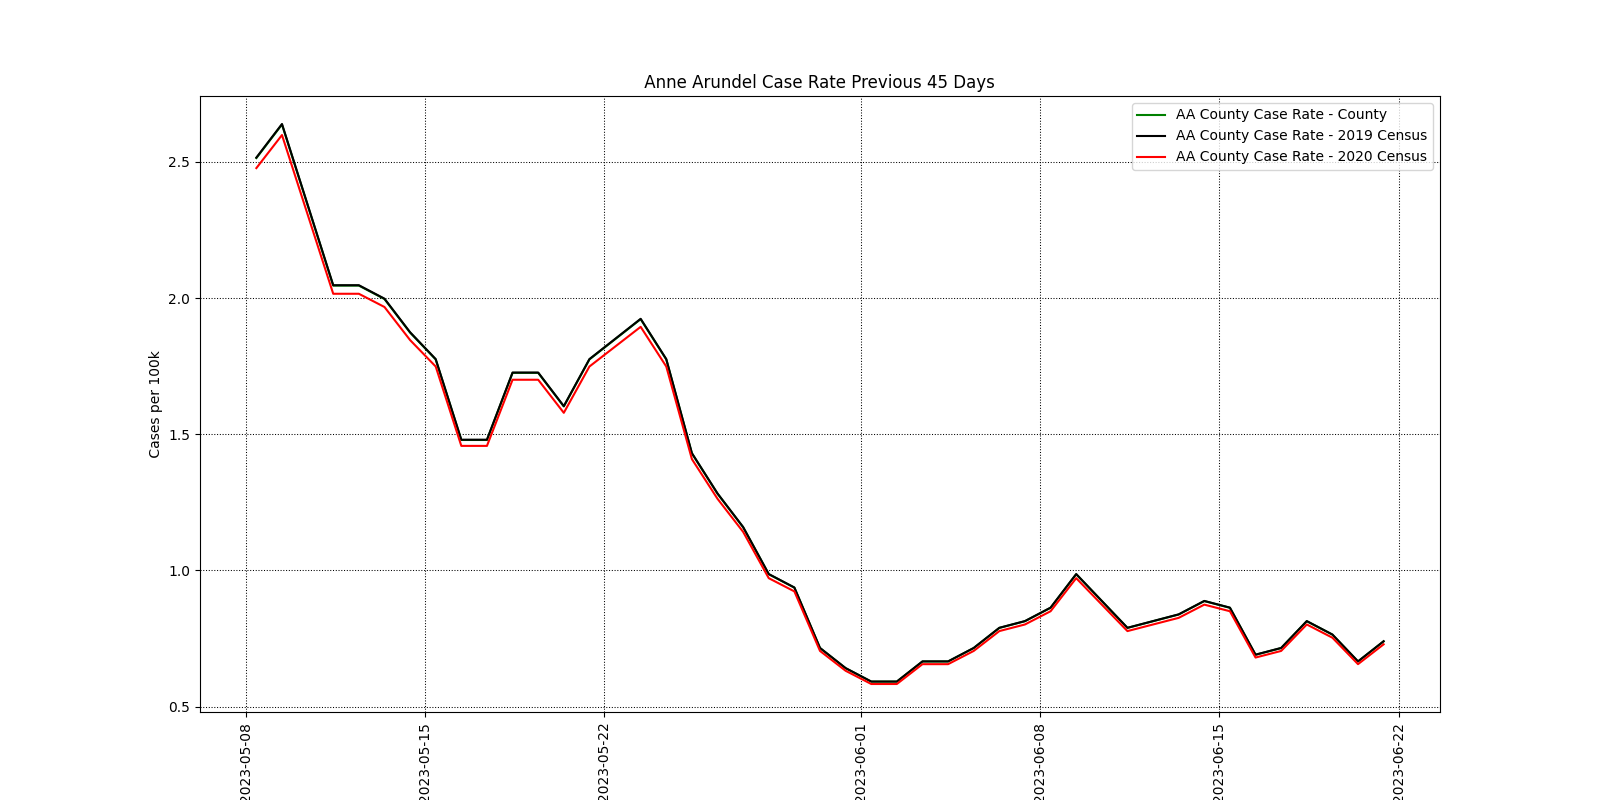 Anne Arundel Case Rate Previous 45 Days
AA County Case Rate - County
AA County Case Rate - 2019 Census
AA County Case Rate - 2020 Census
Cases per 100k
2.5
2.0
1.5
1.0
0.5
2023-05-08
2023-05-15
2023-05-22
2023-06-01
2023-06-08
2023-06-15
2023-06-22